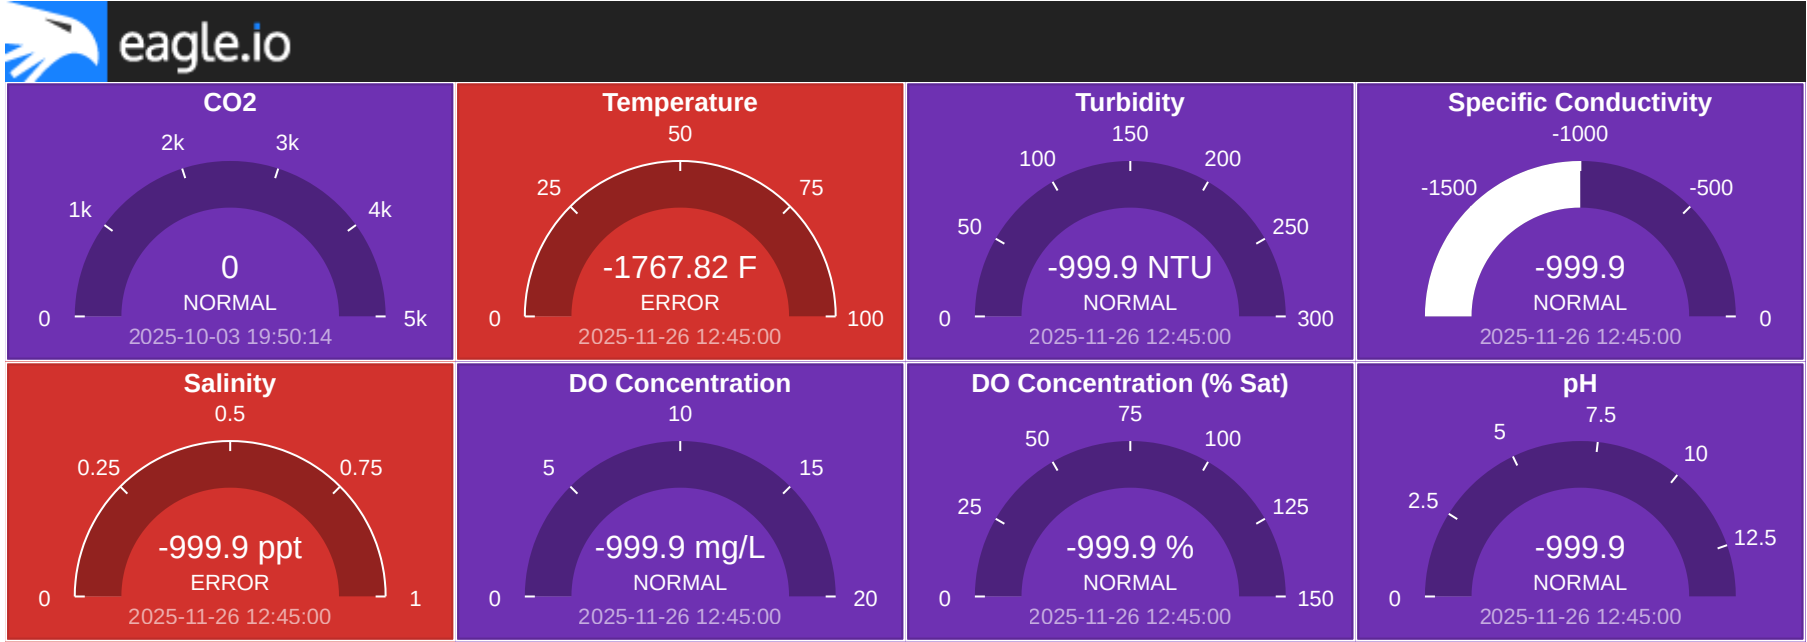 eagle.io
CO2
2k
3k
1k
4k
0
NORMAL
0
5k
2025-10-03 19:50:14
Temperature
50
25
75
-1767.82 F
ERROR
0
100
2025-11-26 12:45:00
Turbidity
150
100
200
50
250
-999.9 NTU
NORMAL
0
300
2025-11-26 12:45:00
Specific Conductivity
-1000
-1500
-500
-999.9
NORMAL
0
2025-11-26 12:45:00
Salinity
0.5
0.25
0.75
-999.9 ppt
ERROR
0
1
2025-11-26 12:45:00
DO Concentration
10
5
15
-999.9 mg/L
NORMAL
0
20
2025-11-26 12:45:00
DO Concentration (% Sat)
75
50
100
25
125
-999.9 %
NORMAL
0
150
2025-11-26 12:45:00
pH
7.5
5
10
2.5
12.5
-999.9
NORMAL
0
2025-11-26 12:45:00